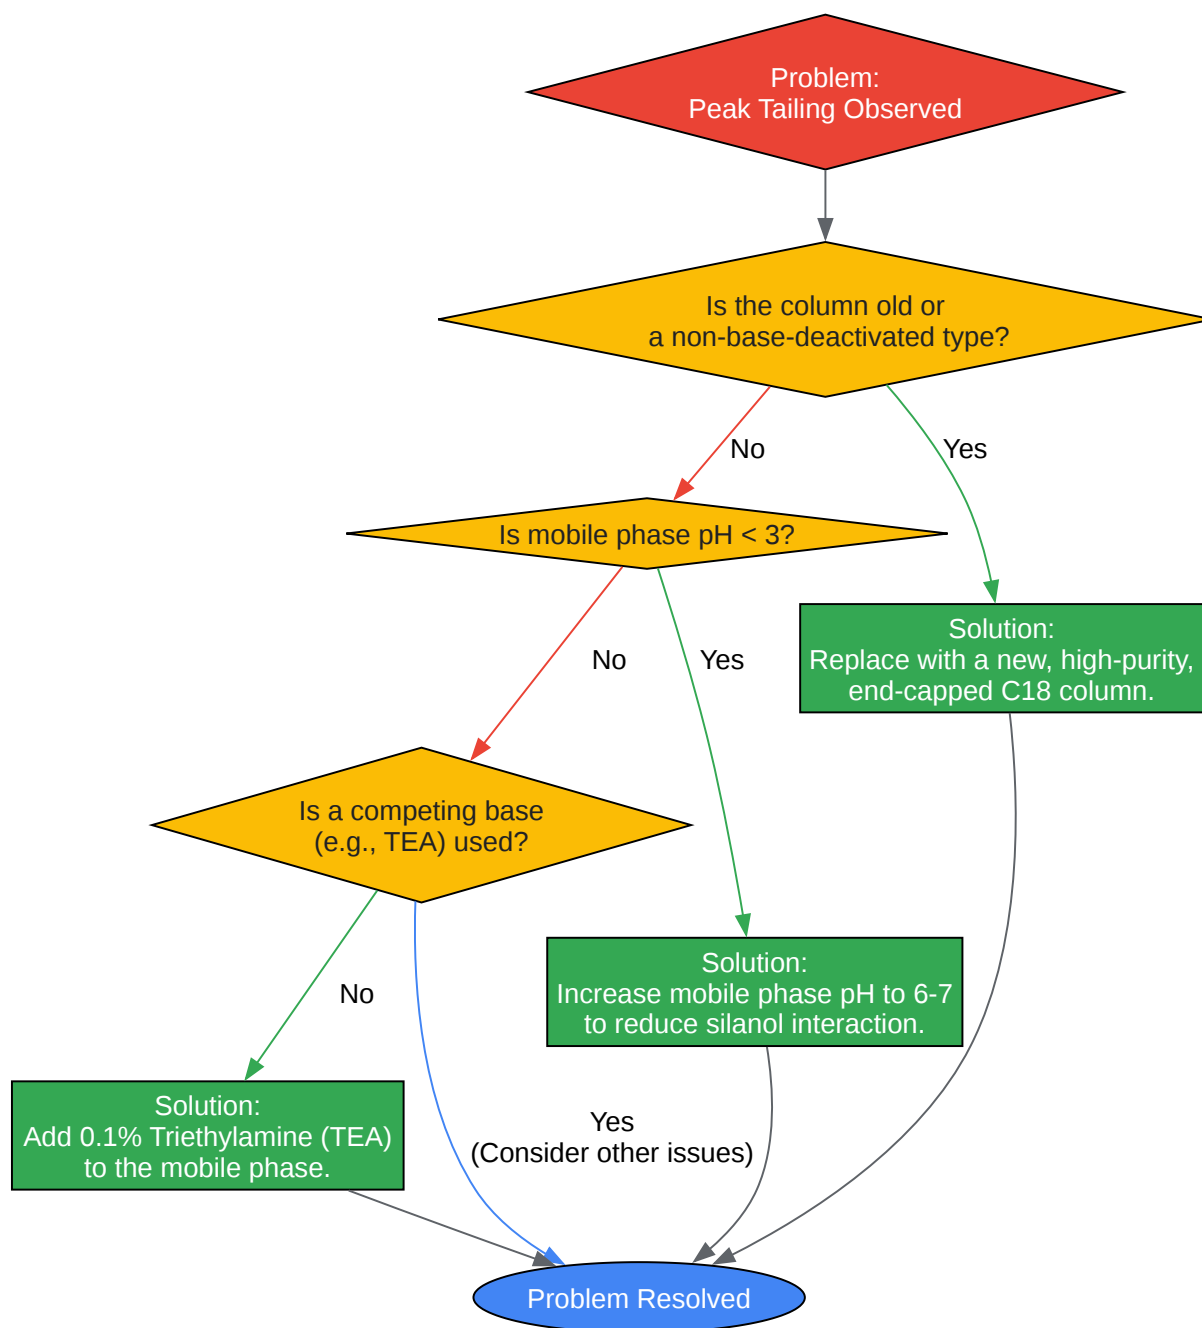 Problem:
Peak Tailing Observed
Is the column old or
a non-base-deactivated type?
No
Yes
Is mobile phase pH < 3?
Solution:
Replace with a new, high-purity,
end-capped C18 column.
No
Yes
Is a competing base
(e.g., TEA) used?
Solution:
Increase mobile phase pH to 6-7
to reduce silanol interaction.
No
Solution:
Add 0.1% Triethylamine (TEA)
to the mobile phase.
Yes
(Consider other issues)
Problem Resolved